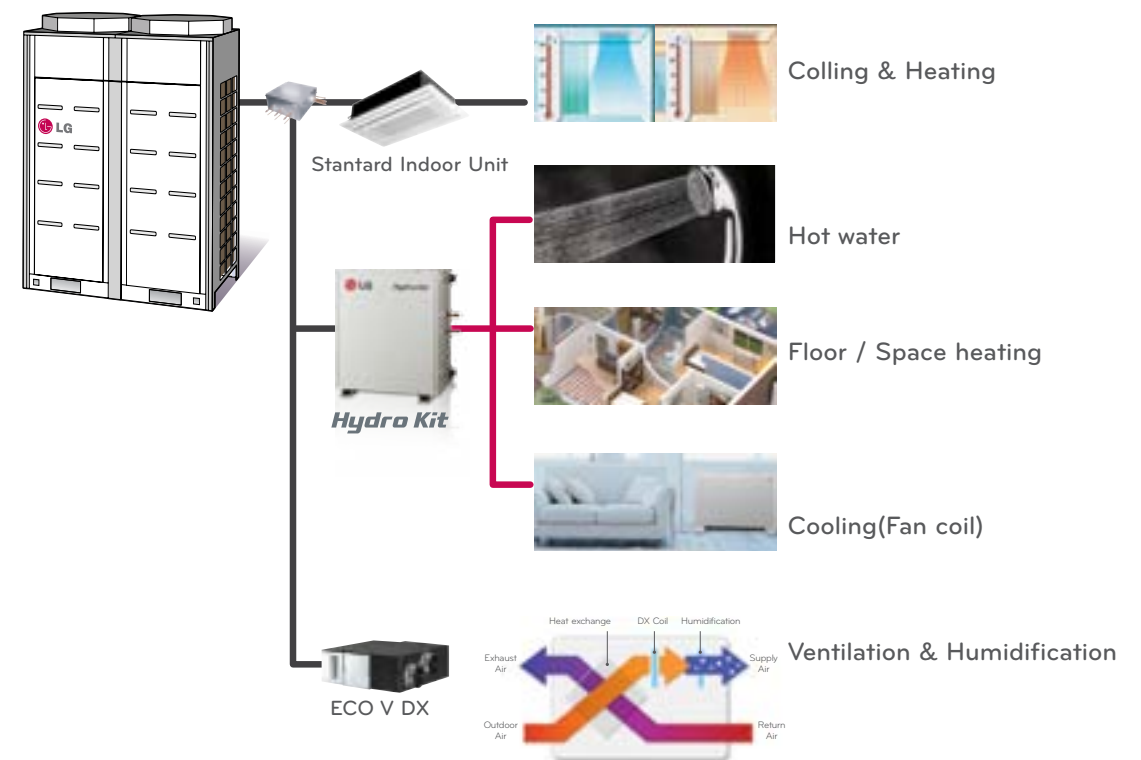 Colling & Heating
LG
Stantard Indoor Unit
Hot water
LG
Floor / Space heating
Hydro Kit
Cooling(Fan coil)
Heat exchange
DX Coil
Humidification
Exhaust
Air
Supply
Air
Ventilation & Humidification
ECO V DX
Outdoor
Air
Return
Air